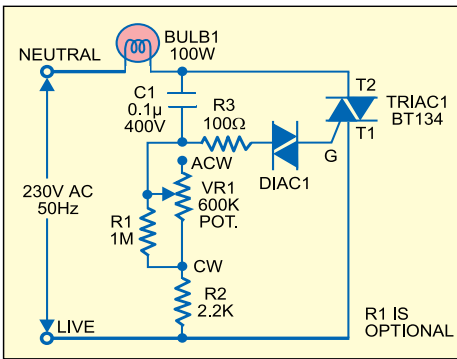 BULB1
100W
NEUTRAL
T2
C1
0.1µ
400V
R3
100Ω
TRIAC1
BT134
T1
G
DIAC1
ACW
VR1
600K
POT.
230V AC
50Hz
R1
1M
CW
R2
2.2K
R1 IS
OPTIONAL
LIVE